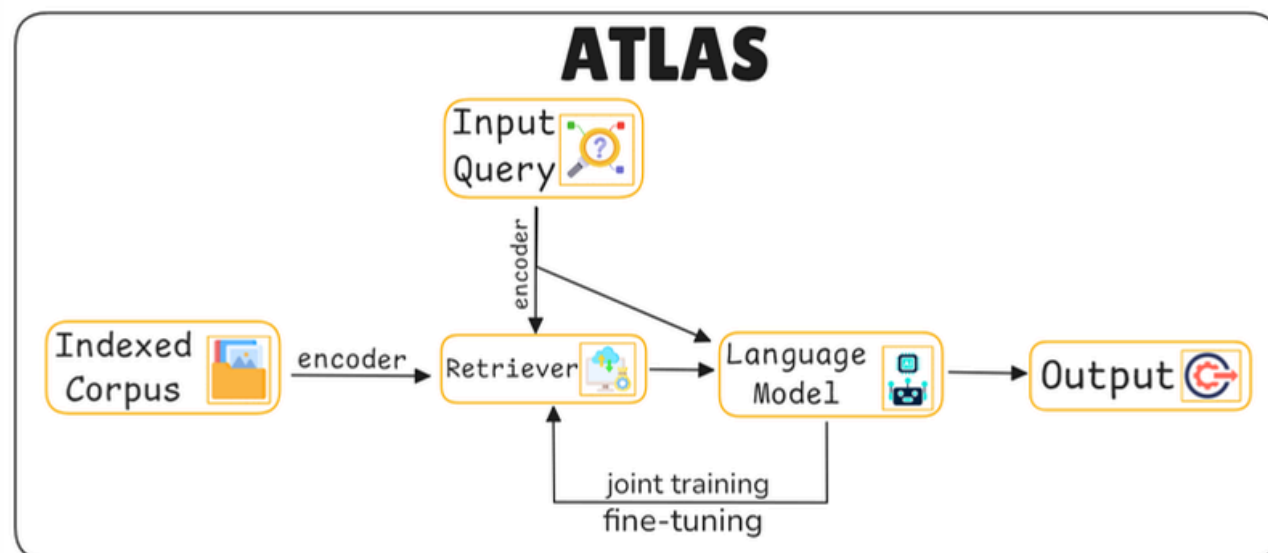 ATLAS
Input
Query
?
encoder
Indexed
Corpus
encoder
Retriever
Language
Model
Output
joint training
fine-tuning